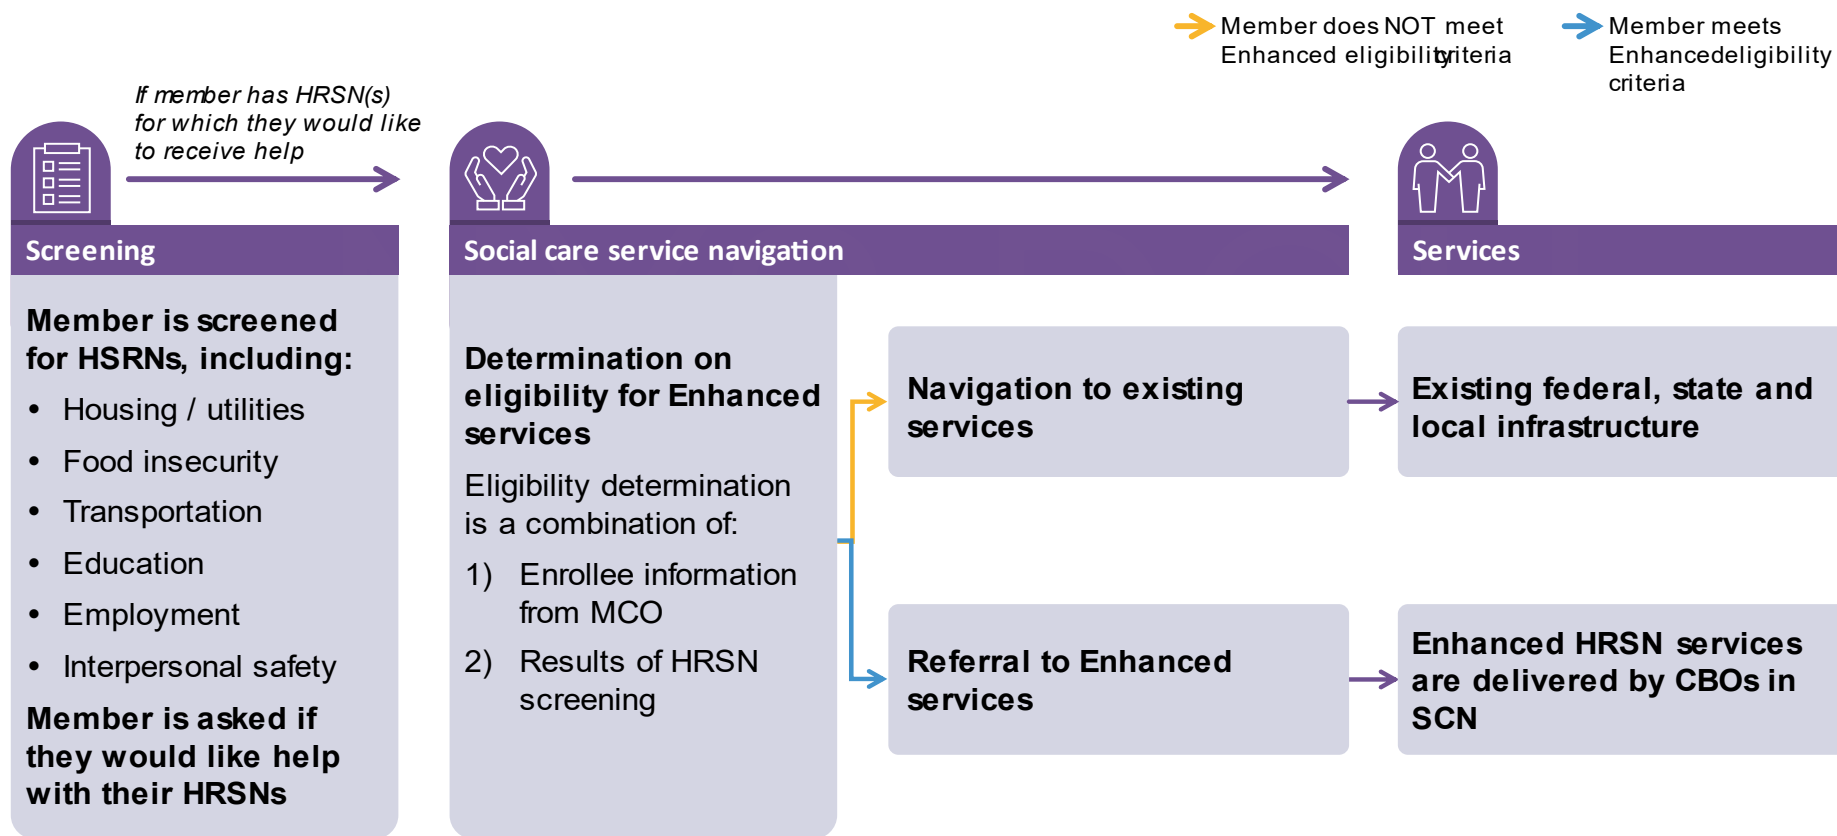 Member does NOT meet
Enhanced eligibility criteria
Member meets
Enhanced eligibility
criteria
If member has HRSN(s)
for which they would like
to receive help
Screening
Member is screened
for HSRNs, including:
• Housing / utilities
• Food insecurity
• Transportation
• Education
• Employment
• Interpersonal safety
Member is asked if
they would like help
with their HRSNs
Social care service navigation
Determination on
eligibility for Enhanced
services
Eligibility determination
is a combination of:
1) Enrollee information
from MCO
2) Results of HRSN
screening
Navigation to existing
services
Referral to Enhanced
services
Services
Existing federal, state and
local infrastructure
Enhanced HRSN services
are delivered by CBOs in
SCN